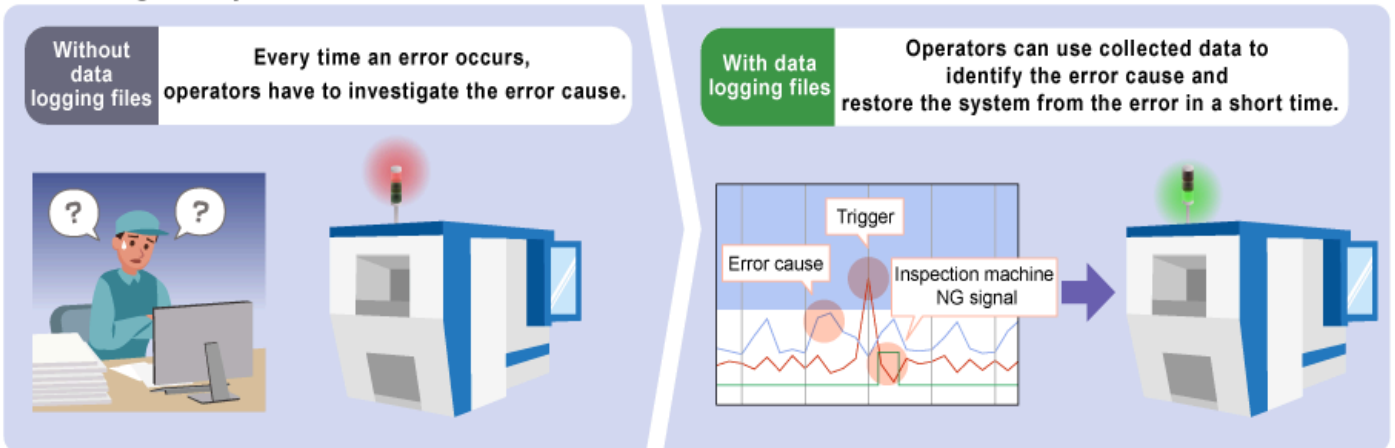 Without
data
logging files
Every time an error occurs,
operators have to investigate the error cause.
?
?
With data
logging files
Operators can use collected data to
identify the error cause and
restore the system from the error in a short time.
Trigger
Error cause
Inspection machine
NG signal